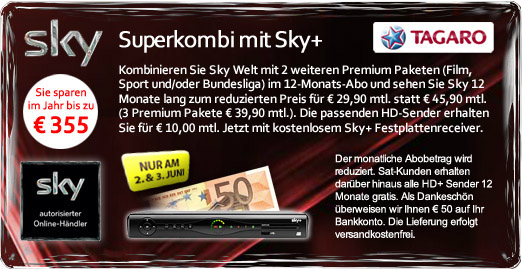 sky
Superkombi mit Sky+
TAGARO
Kombinieren Sie Sky Welt mit 2 weiteren Premium Paketen (Film,
Sport und/oder Bundesliga) im 12-Monats-Abo und sehen Sie Sky 12
Monate lang zum reduzierten Preis für € 29,90 mtl. statt € 45,90 mtl.
(3 Premium Pakete € 39,90 mtl.). Die passenden HD-Sender erhalten
Sie für € 10,00 mtl. Jetzt mit kostenlosem Sky+ Festplattenreceiver.
Sie sparen
im Jahr bis zu
€ 355
NUR AM
2. & 3. JUNI
50
sky+
sky
autorisierter
Online-Händler
Der monatliche Abobetrag wird
reduziert. Sat-Kunden erhalten
darüber hinaus alle HD+ Sender 12
Monate gratis. Als Dankeschön
überweisen wir Ihnen € 50 auf Ihr
Bankkonto. Die Lieferung erfolgt
versandkostenfrei.